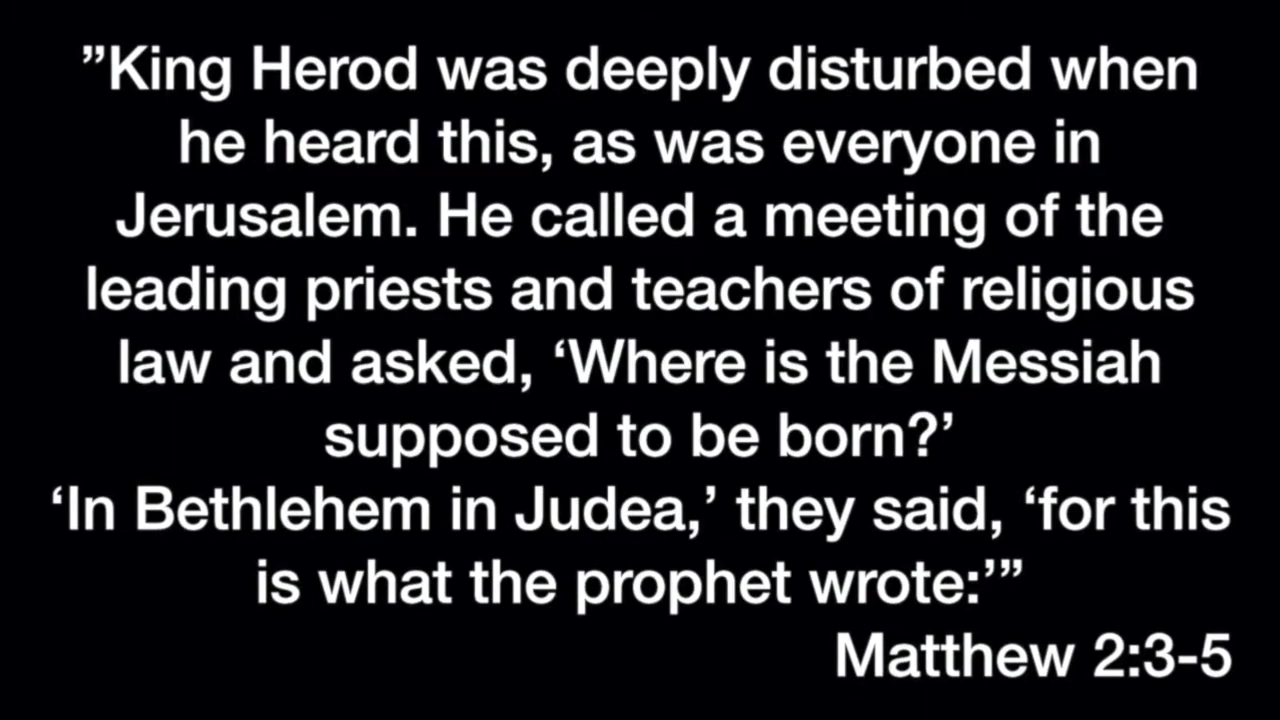 ”King Herod was deeply disturbed when
he heard this, as was everyone in
Jerusalem. He called a meeting of the
leading priests and teachers of religious
law and asked, ‘Where is the Messiah
supposed to be born?’
‘In Bethlehem in Judea,’ they said, ‘for this
is what the prophet wrote:’”
Matthew 2:3-5